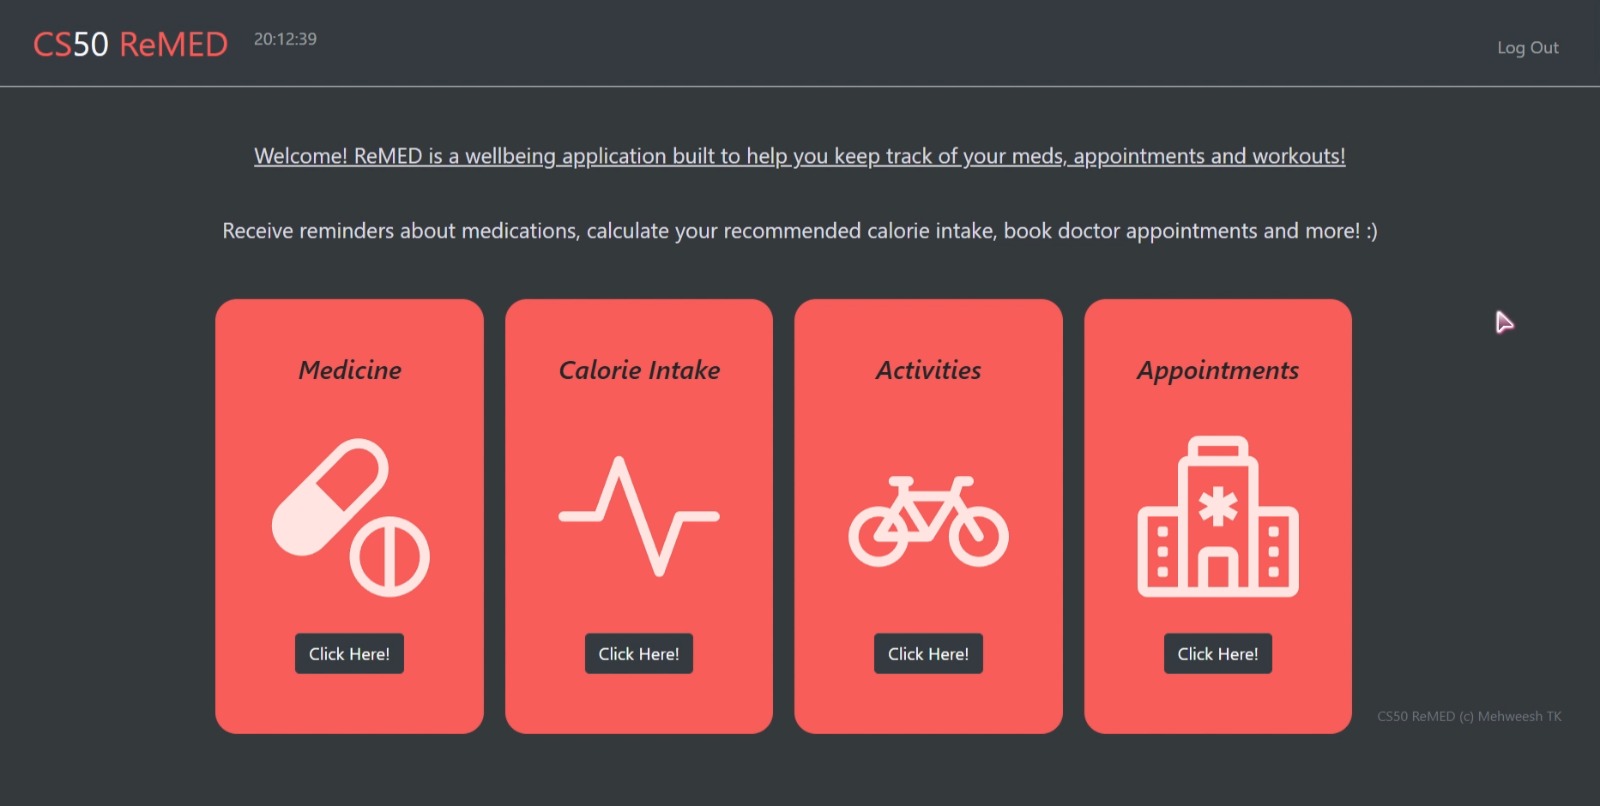 CS50 ReMED 20:12:39 Log Out
Welcome! ReMED is a wellbeing application built to help you keep track of your meds, appointments and workouts!
Receive reminders about medications, calculate your recommended calorie intake, book doctor appointments and more! :)
Medicine
Click Here!
Calorie Intake
Click Here!
Activities
Click Here!
Appointments
Click Here!
CS50 ReMED (c) Mehweesh TK